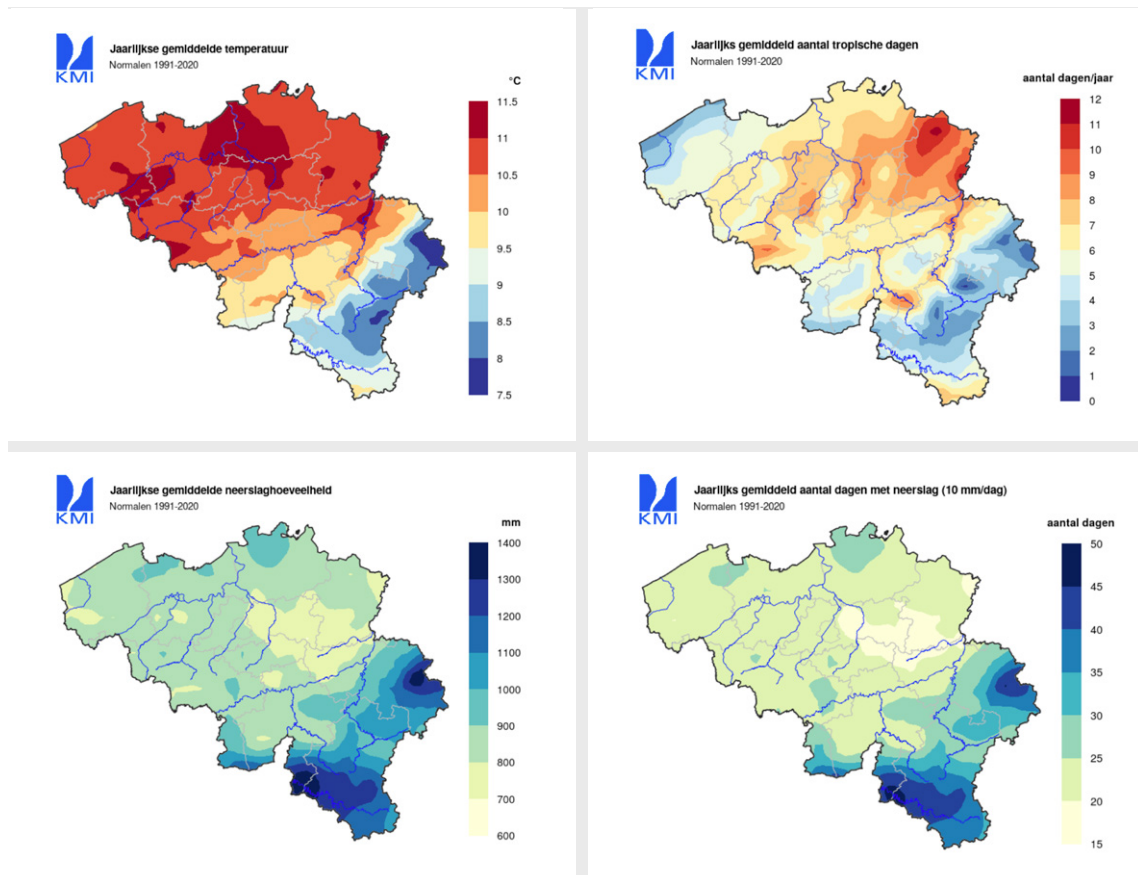 Jaarlijkse gemiddelde temperatuur
Normalen 1991-2020
KMI
°C
11.5
11
10.5
10
9.5
9
8.5
8
7.5
Jaarlijks gemiddeld aantal tropische dagen
Normalen 1991-2020
KMI
aantal dagen/jaar
12
11
10
9
8
7
6
5
4
3
2
1
0
Jaarlijkse gemiddelde neerslaghoeveelheid
Normalen 1991-2020
KMI
mm
1400
1300
1200
1100
1000
900
800
700
600
Jaarlijks gemiddeld aantal dagen met neerslag (10 mm/dag)
Normalen 1991-2020
KMI
aantal dagen
50
45
40
35
30
25
20
15